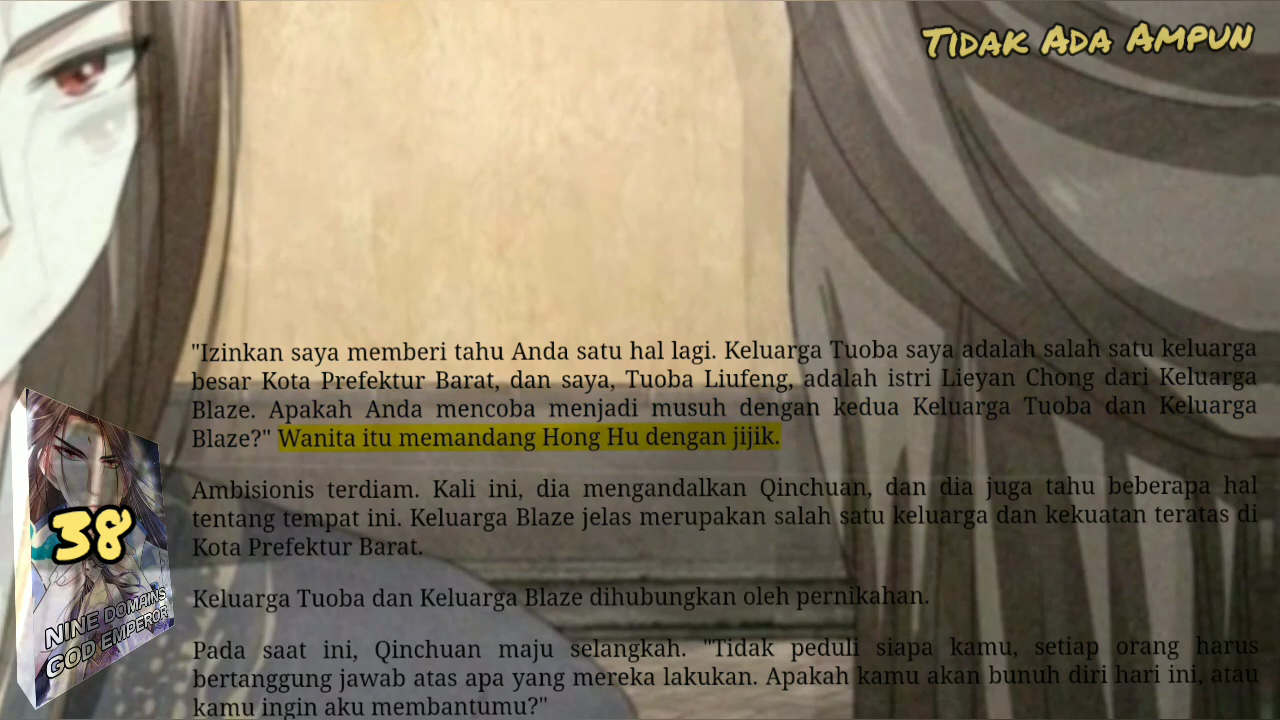 Tidak Ada Ampun
"Izinkan saya memberi tahu Anda satu hal lagi. Keluarga Tuoba saya adalah salah satu keluarga
besar Kota Prefektur Barat, dan saya, Tuoba Liufeng, adalah istri Lieyan Chong dari Keluarga
Blaze. Apakah Anda mencoba menjadi musuh dengan kedua Keluarga Tuoba dan Keluarga
Blaze?" Wanita itu memandang Hong Hu dengan jijik.
Ambisionis terdiam. Kali ini, dia mengandalkan Qinchuan, dan dia juga tahu beberapa hal
tentang tempat ini. Keluarga Blaze jelas merupakan salah satu keluarga dan kekuatan teratas di
Kota Prefektur Barat.
Keluarga Tuoba dan Keluarga Blaze dihubungkan oleh pernikahan.
Pada saat ini, Qinchuan maju selangkah. "Tidak peduli siapa kamu, setiap orang harus
bertanggung jawab atas apa yang mereka lakukan. Apakah kamu akan bunuh diri hari ini, atau
kamu ingin aku membantumu?"
38
NINE DOMAINS
GOD EMPEROR